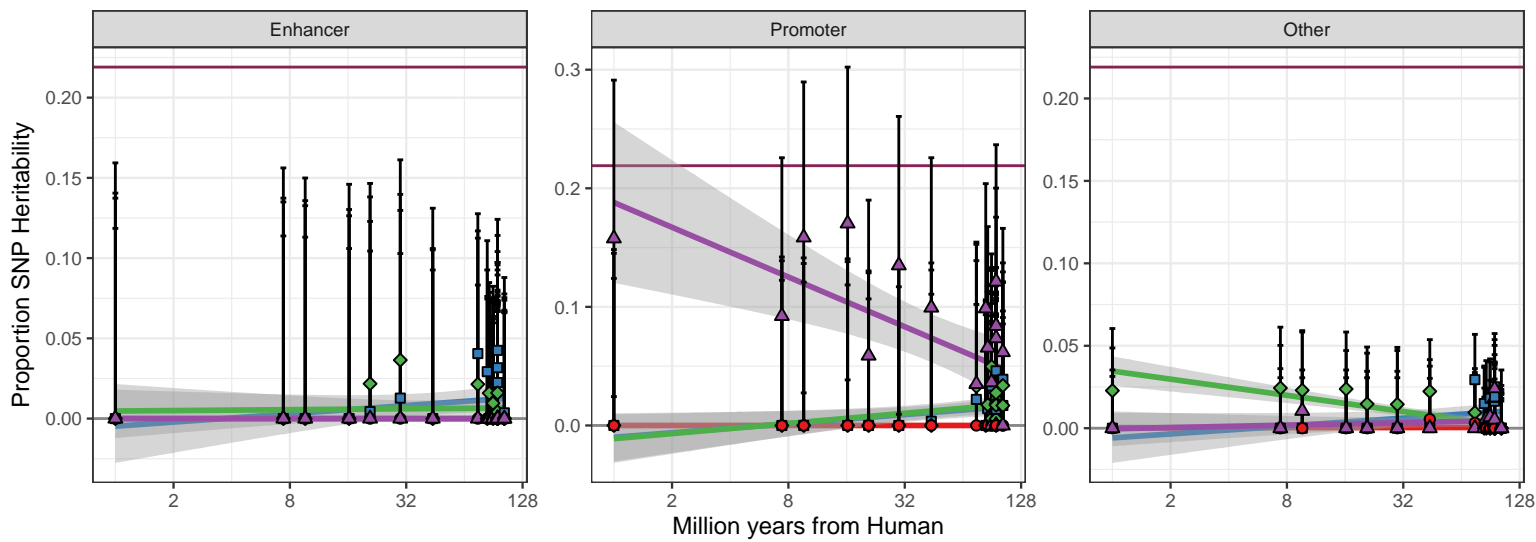 Enhancer
Promoter
Other
Proportion SNP Heritability
0.20
0.15
0.10
0.05
0.00
0.3
0.2
0.1
0.0
0.20
0.15
0.10
0.05
0.00
2 8 32 128
2 8 32 128
2 8 32 128
Million years from Human